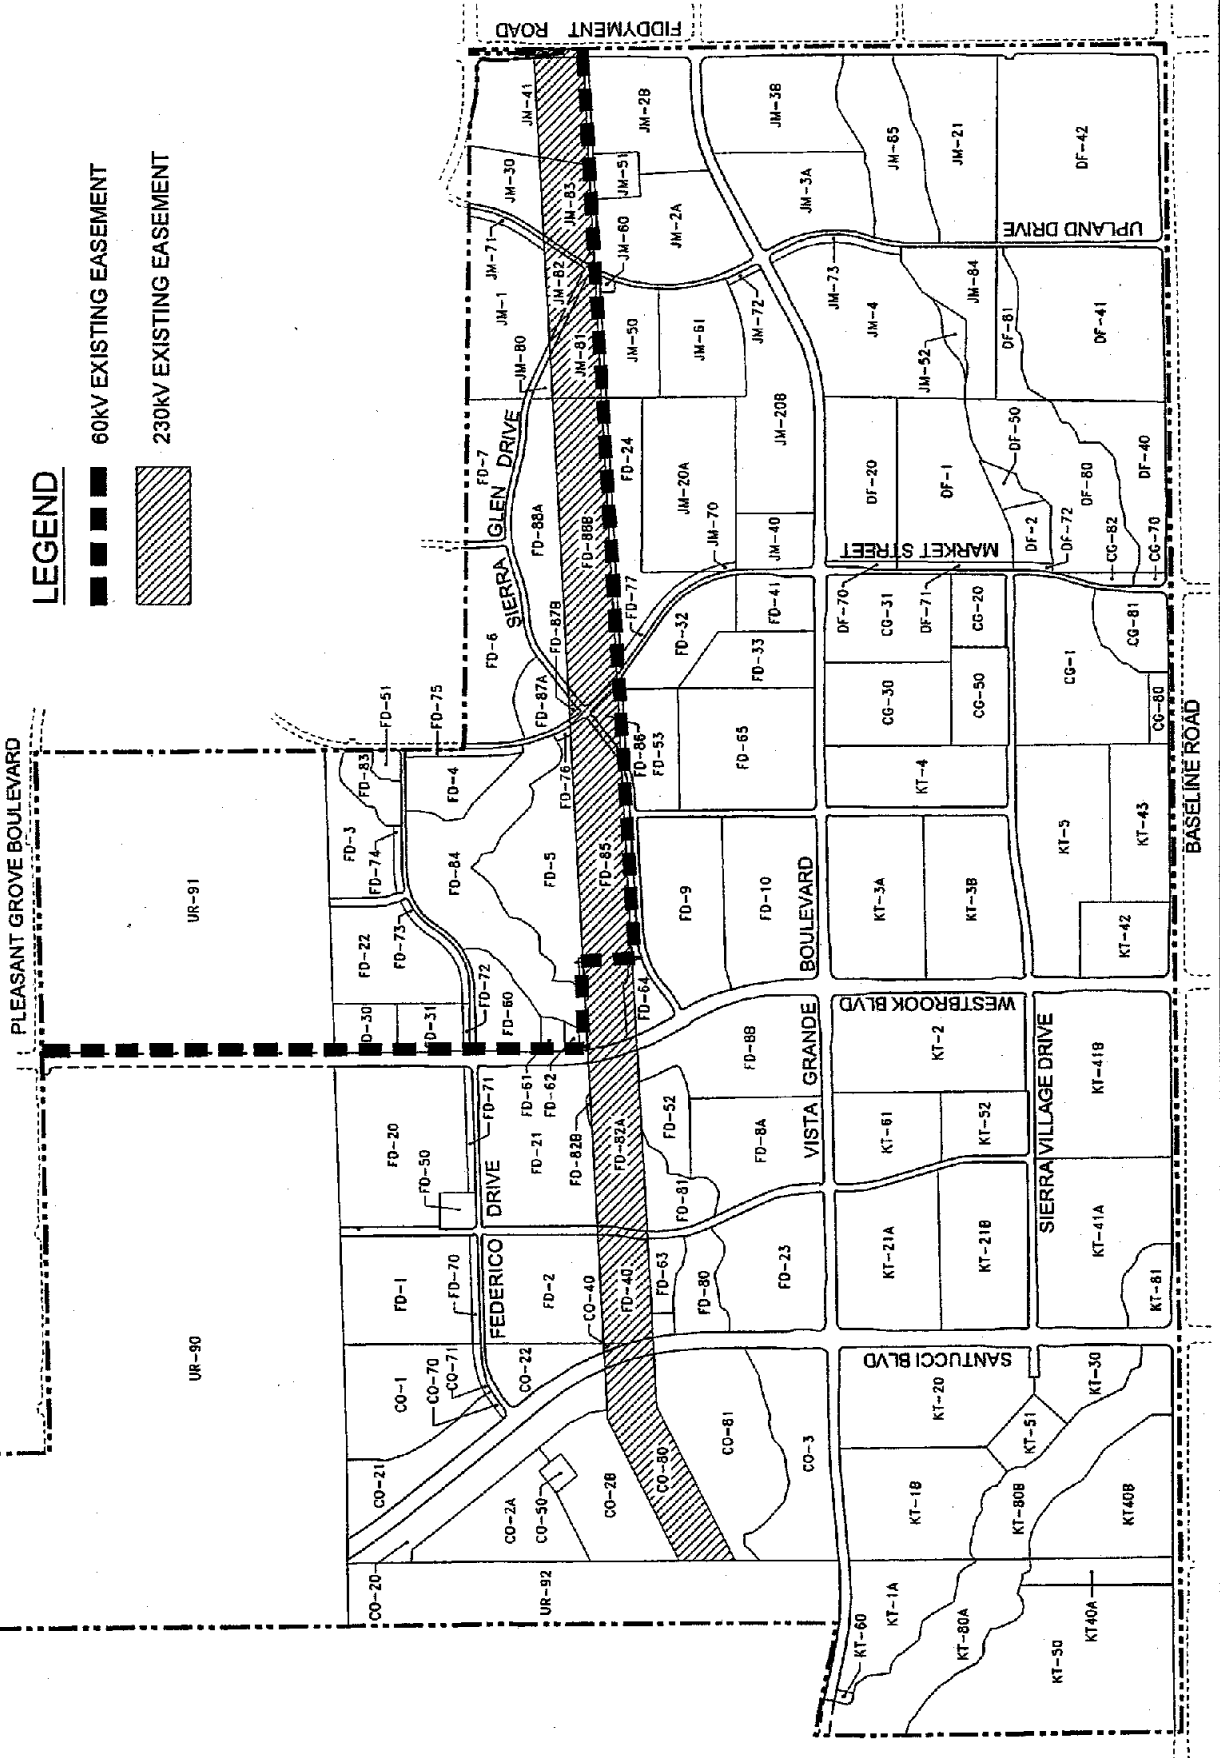 LEGEND
60kV EXISTING EASEMENT
230kV EXISTING EASEMENT
PLEASANT GROVE BOULEVARD
FIDDYMENT ROAD
BASELINE ROAD
SIERRA GLEN DRIVE
FEDERICO DRIVE
VISTA GRANDE BOULEVARD
WESTBROOK BLVD
SANTUCCI BLVD
SIERRA VILLAGE DRIVE
MARKET STREET
UPLAND DRIVE
UR-90
UR-91
UR-92
CO-20
CO-21
CO-1
CO-70
CO-71
CO-22
CO-2A
CO-50
CO-2B
CO-40
CO-80
CO-81
CO-3
FD-1
FD-70
FD-2
FD-20
FD-50
FD-71
FD-21
FD-61
FD-62
FD-82B
FD-82A
FD-40
FD-63
FD-80
FD-81
FD-23
FD-52
FD-8A
FD-8B
FD-64
FD-30
FD-31
FD-22
FD-73
FD-72
FD-60
FD-3
FD-74
FD-83
FD-51
FD-75
FD-4
FD-84
FD-5
FD-76
FD-85
FD-86
FD-53
FD-65
FD-9
FD-10
FD-6
FD-87A
FD-87B
FD-7
FD-88A
FD-88B
FD-77
FD-32
FD-33
FD-41
FD-24
JM-80
JM-1
JM-71
JM-30
JM-41
JM-81
JM-82
JM-83
JM-50
JM-60
JM-51
JM-2B
JM-2A
JM-61
JM-72
JM-20A
JM-20B
JM-70
JM-40
JM-3A
JM-3B
JM-73
JM-4
JM-65
JM-21
JM-84
JM-52
DF-20
DF-1
DF-50
DF-2
DF-72
DF-80
DF-40
DF-81
DF-41
DF-42
DF-70
DF-71
CG-31
CG-20
CG-30
CG-50
CG-1
CG-82
CG-70
CG-81
CG-80
KT-4
KT-3A
KT-3B
KT-5
KT-43
KT-42
KT-2
KT-61
KT-52
KT-41B
KT-41A
KT-81
KT-21A
KT-21B
KT-20
KT-30
KT-51
KT-1B
KT-80B
KT40B
KT-1A
KT-60
KT-80A
KT-50
KT40A